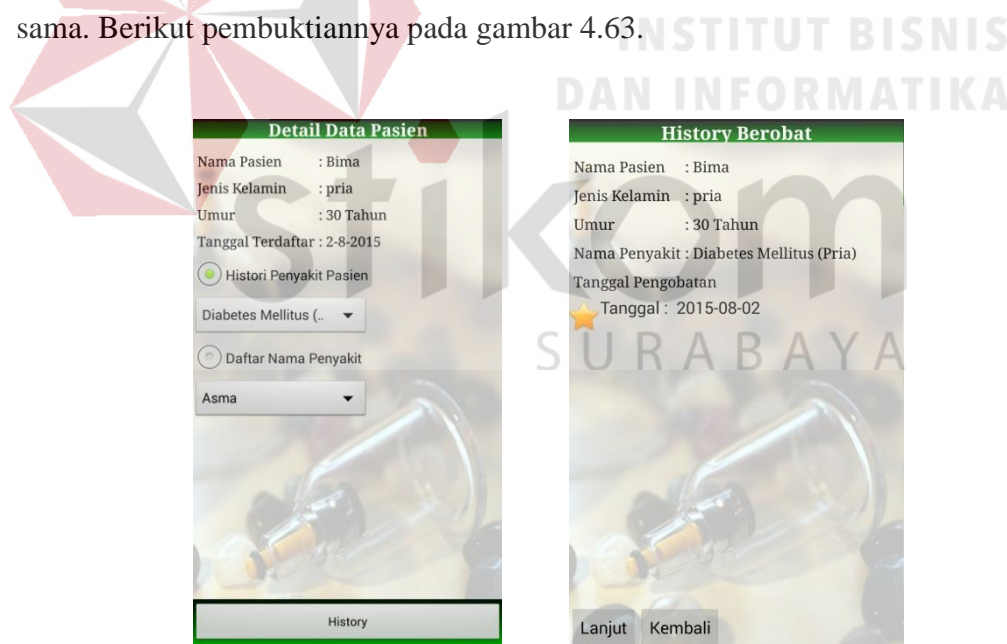 sama. Berikut pembuktiannya pada gambar 4.63.
INSTITUT BISNIS
DAN INFORMATIKA
stikom
SURABAYA
Detail Data Pasien
Nama Pasien : Bima
Jenis Kelamin : pria
Umur : 30 Tahun
Tanggal Terdaftar : 2-8-2015
Histori Penyakit Pasien
Diabetes Mellitus (..
Daftar Nama Penyakit
Asma
History
History Berobat
Nama Pasien : Bima
Jenis Kelamin : pria
Umur : 30 Tahun
Nama Penyakit : Diabetes Mellitus (Pria)
Tanggal Pengobatan
Tanggal : 2015-08-02
Lanjut Kembali